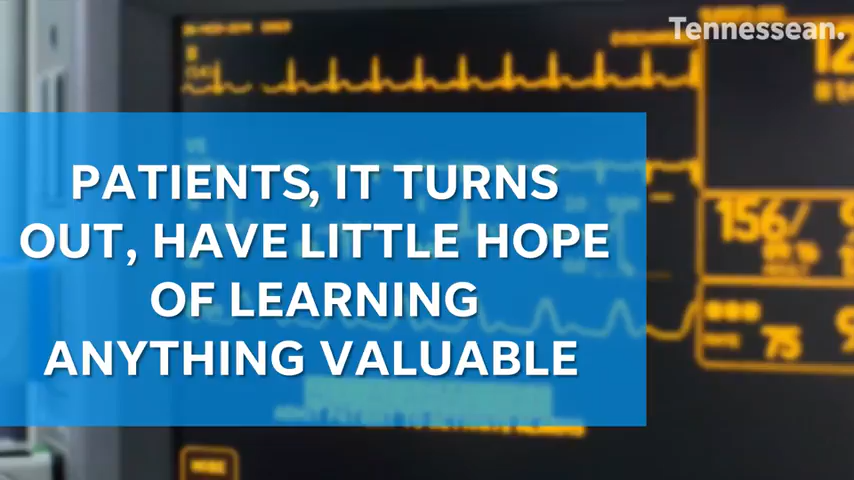 Tennessean.
PATIENTS, IT TURNS
OUT, HAVE LITTLE HOPE
OF LEARNING
ANYTHING VALUABLE
156/
75